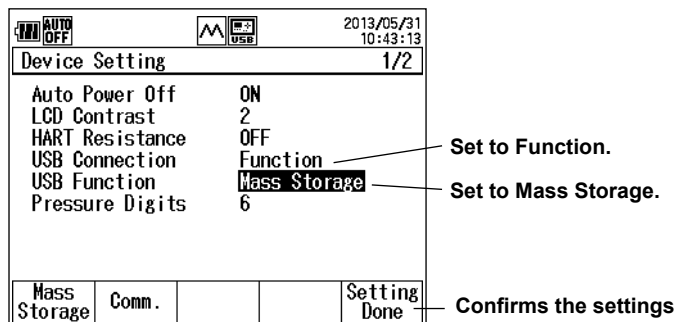 AUTO OFF USB 2013/05/31
10:43:13
Device Setting 1/2
Auto Power Off ON
LCD Contrast 2
HART Resistance OFF
USB Connection Function
USB Function Mass Storage
Pressure Digits 6
Set to Function.
Set to Mass Storage.
Mass Storage Comm. Setting Done
Confirms the settings